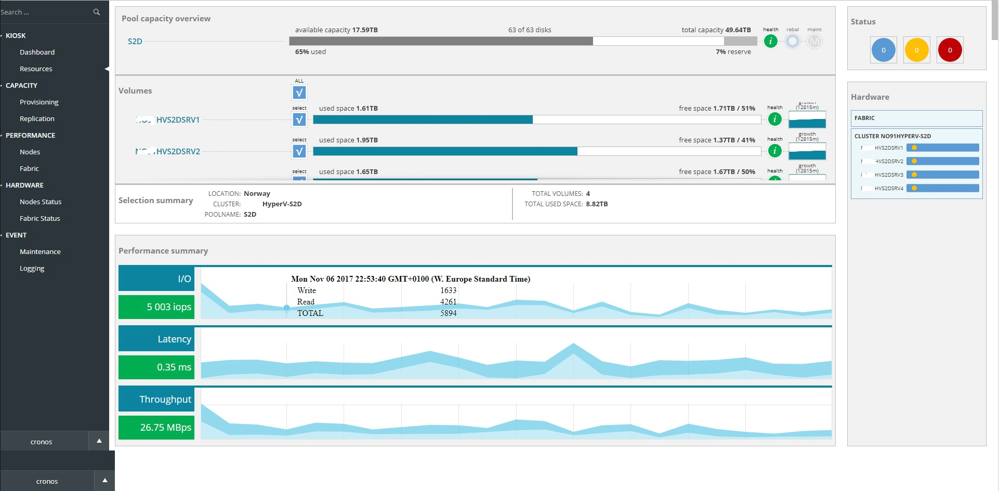 Search ...
KIOSK
Dashboard
Resources
CAPACITY
Provisioning
Replication
PERFORMANCE
Nodes
Fabric
HARDWARE
Nodes Status
Fabric Status
EVENT
Maintenance
Logging
cronos
cronos
Pool capacity overview
available capacity 17.59TB 63 of 63 disks total capacity 49.64TB health rebal maint
S2D i M
65% used 7% reserve
Volumes
ALL
√
select used space 1.61TB free space 1.71TB / 51% health growth (12815m)
HVS2DSRV1 √ i
select used space 1.95TB free space 1.37TB / 41% health growth (12815m)
HVS2DSRV2 √ i
select used space 1.65TB free space 1.67TB / 50% health growth (12815m)
Selection summary
LOCATION: Norway
CLUSTER: HyperV-S2D
POOLNAME: S2D
TOTAL VOLUMES: 4
TOTAL USED SPACE: 8.82TB
Performance summary
I/O
5 003 iops
Mon Nov 06 2017 22:53:40 GMT+0100 (W. Europe Standard Time)
Write 1633
Read 4261
TOTAL 5894
Latency
0.35 ms
Throughput
26.75 MBps
Status
0 0 0
Hardware
FABRIC
CLUSTER NO91HYPERV-S2D
HVS2DSRV1
HVS2DSRV2
HVS2DSRV3
HVS2DSRV4